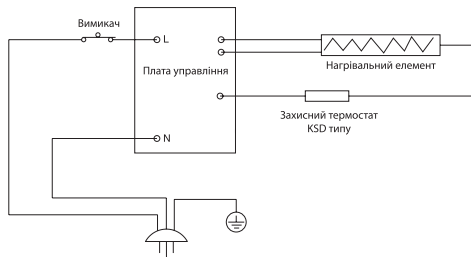 Вимикач
L
Плата управління
Нагрівальний елемент
Захисний термостат
KSD типу
N